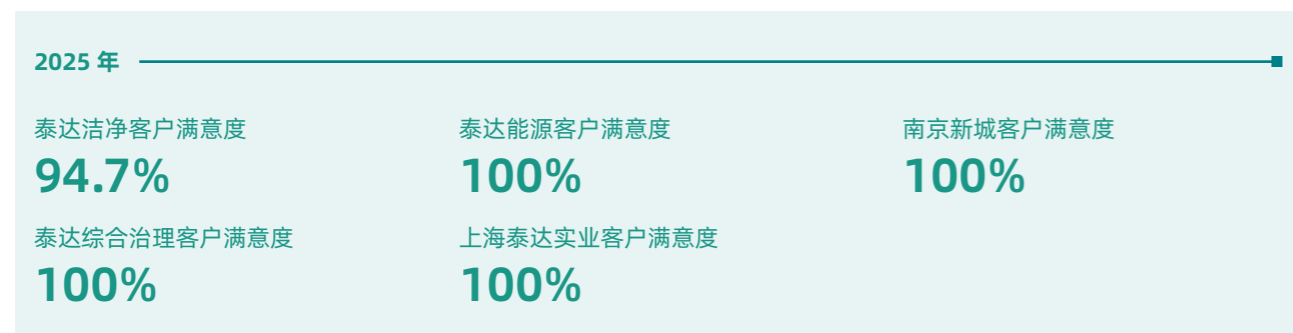 2025 年
泰达洁净客户满意度
94.7%
泰达能源客户满意度
100%
南京新城客户满意度
100%
泰达综合治理客户满意度
100%
上海泰达实业客户满意度
100%